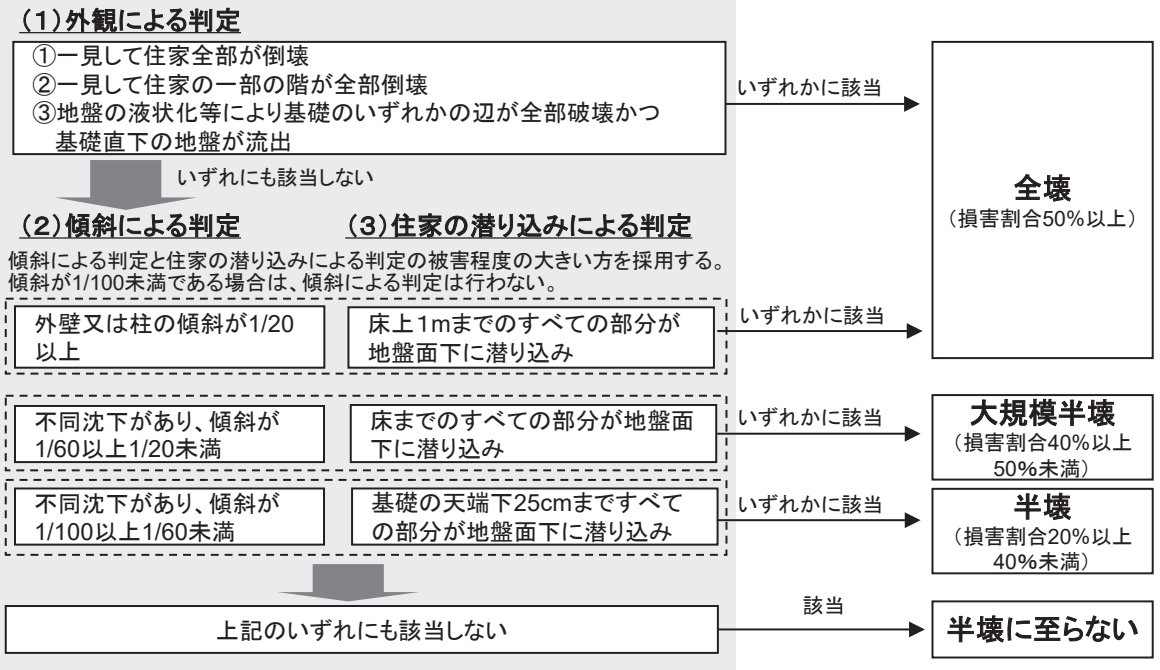 （１）外観による判定
①一見して住家全部が倒壊
②一見して住家の一部の階が全部倒壊
③地盤の液状化等により基礎のいずれかの辺が全部破壊かつ
基礎直下の地盤が流出
いずれかに該当
全壊
（損害割合50%以上）
いずれにも該当しない
（２）傾斜による判定
（３）住家の潜り込みによる判定
傾斜による判定と住家の潜り込みによる判定の被害程度の大きい方を採用する。
傾斜が1/100未満である場合は、傾斜による判定は行わない。
外壁又は柱の傾斜が1/20
以上
床上１mまでのすべての部分が
地盤面下に潜り込み
いずれかに該当
不同沈下があり、傾斜が
1/60以上1/20未満
床までのすべての部分が地盤面
下に潜り込み
いずれかに該当
大規模半壊
（損害割合40%以上
50%未満）
不同沈下があり、傾斜が
1/100以上1/60未満
基礎の天端下25cmまですべて
の部分が地盤面下に潜り込み
いずれかに該当
半壊
（損害割合20%以上
40%未満）
上記のいずれにも該当しない
該当
半壊に至らない